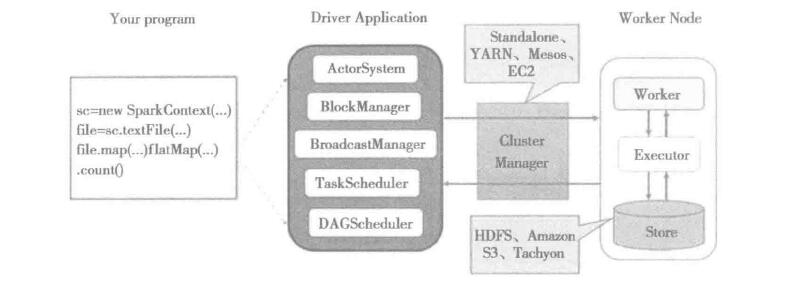 Your program
Driver Application
Worker Node
sc=new SparkContext(...)
file=sc.textFile(...)
file.map(...)flatMap(...)
.count()
ActorSystem
BlockManager
BroadcastManager
TaskScheduler
DAGScheduler
Standalone、
YARN、Mesos、
EC2
Cluster
Manager
HDFS、Amazon
S3、Tachyon
Worker
Executor
Store